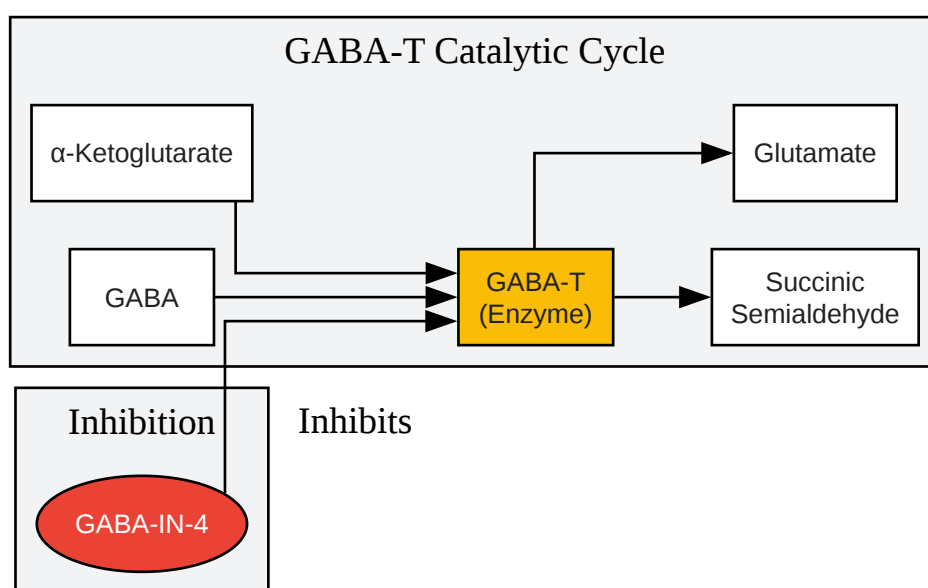 GABA-T Catalytic Cycle
α-Ketoglutarate
Glutamate
GABA
GABA-T
(Enzyme)
Succinic
Semialdehyde
Inhibition
Inhibits
GABA-IN-4